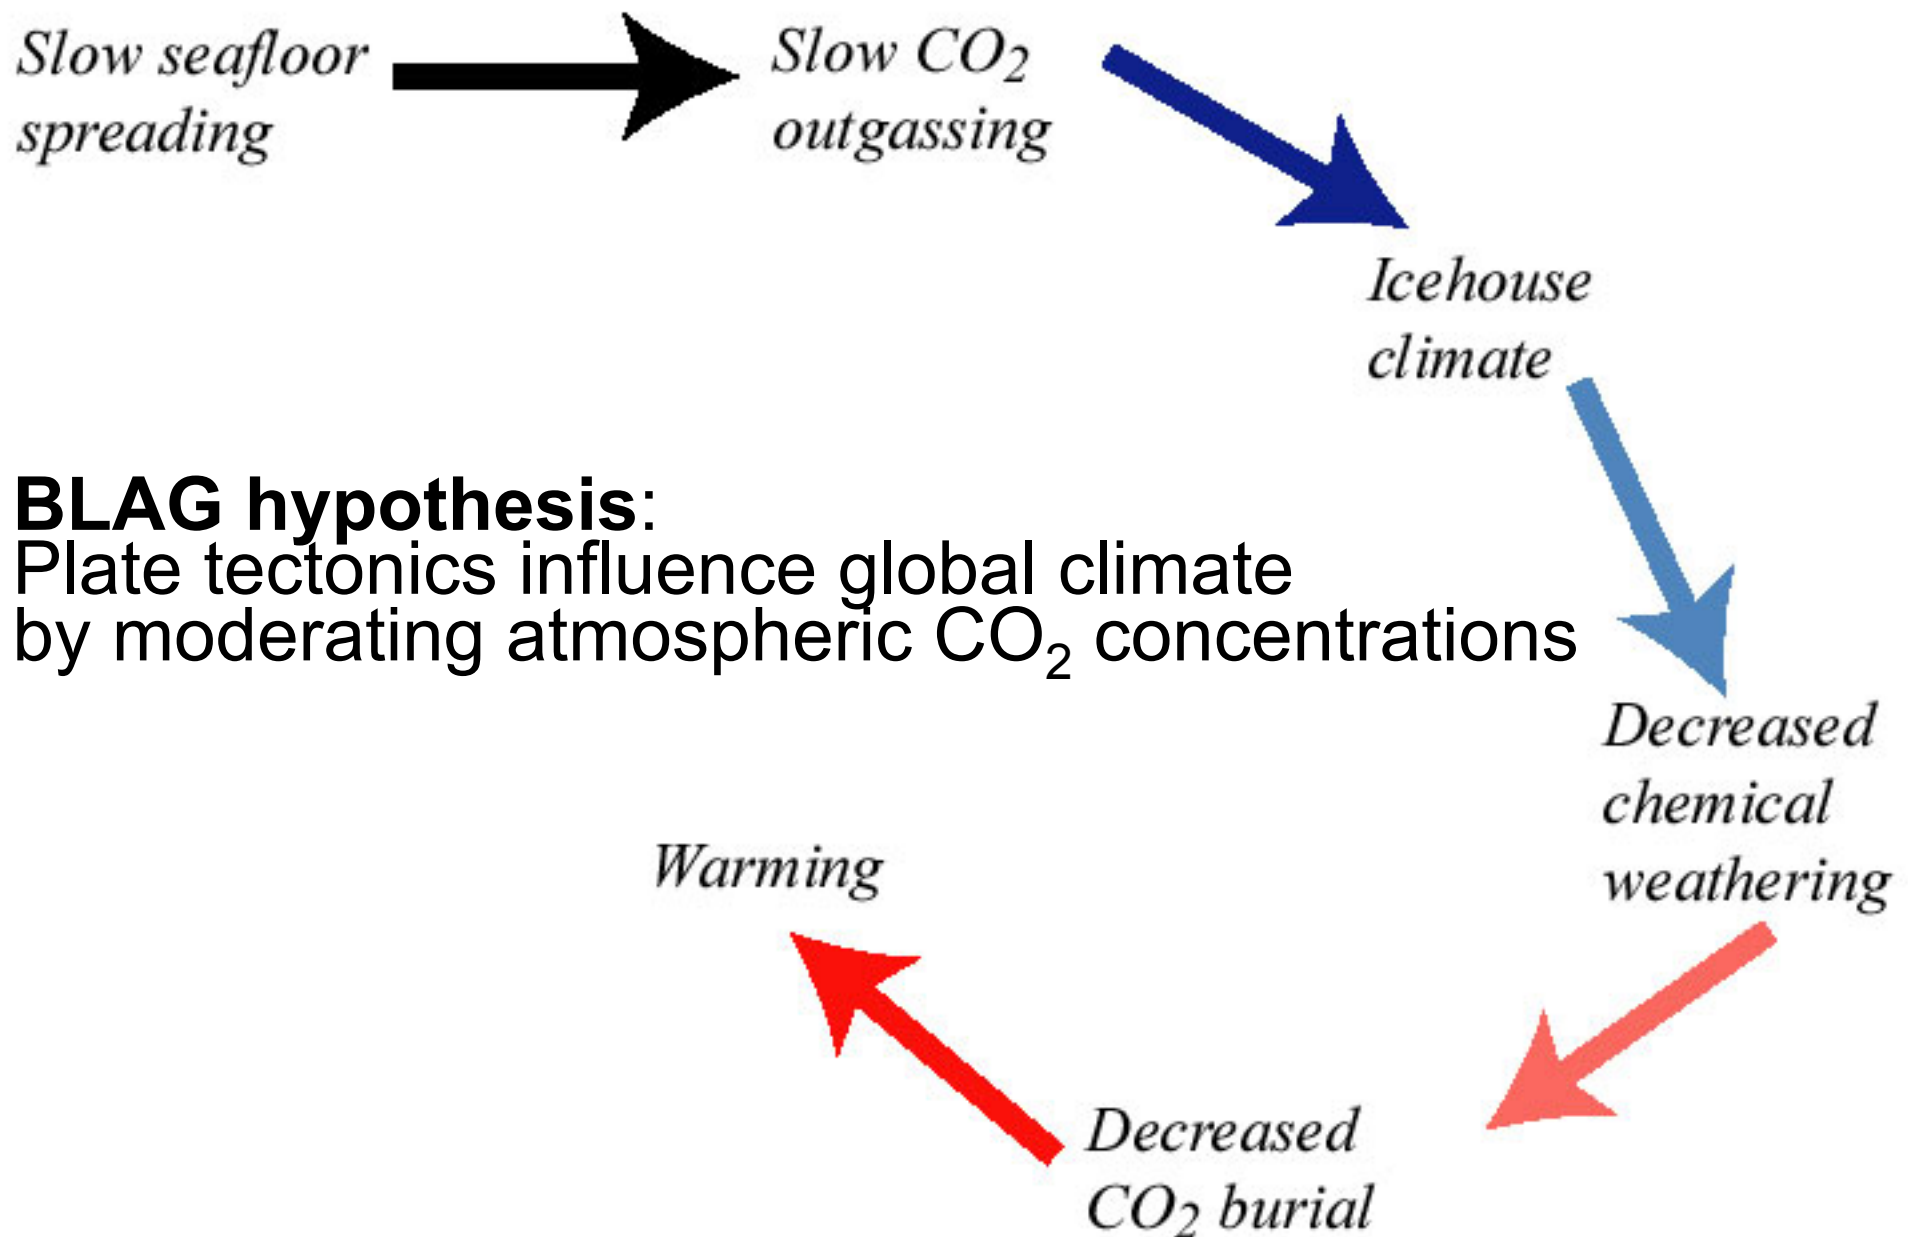 Slow seafloor
spreading
Slow CO₂
outgassing
Icehouse
climate
BLAG hypothesis:
Plate tectonics influence global climate
by moderating atmospheric CO₂ concentrations
Decreased
chemical
weathering
Warming
Decreased
CO₂ burial